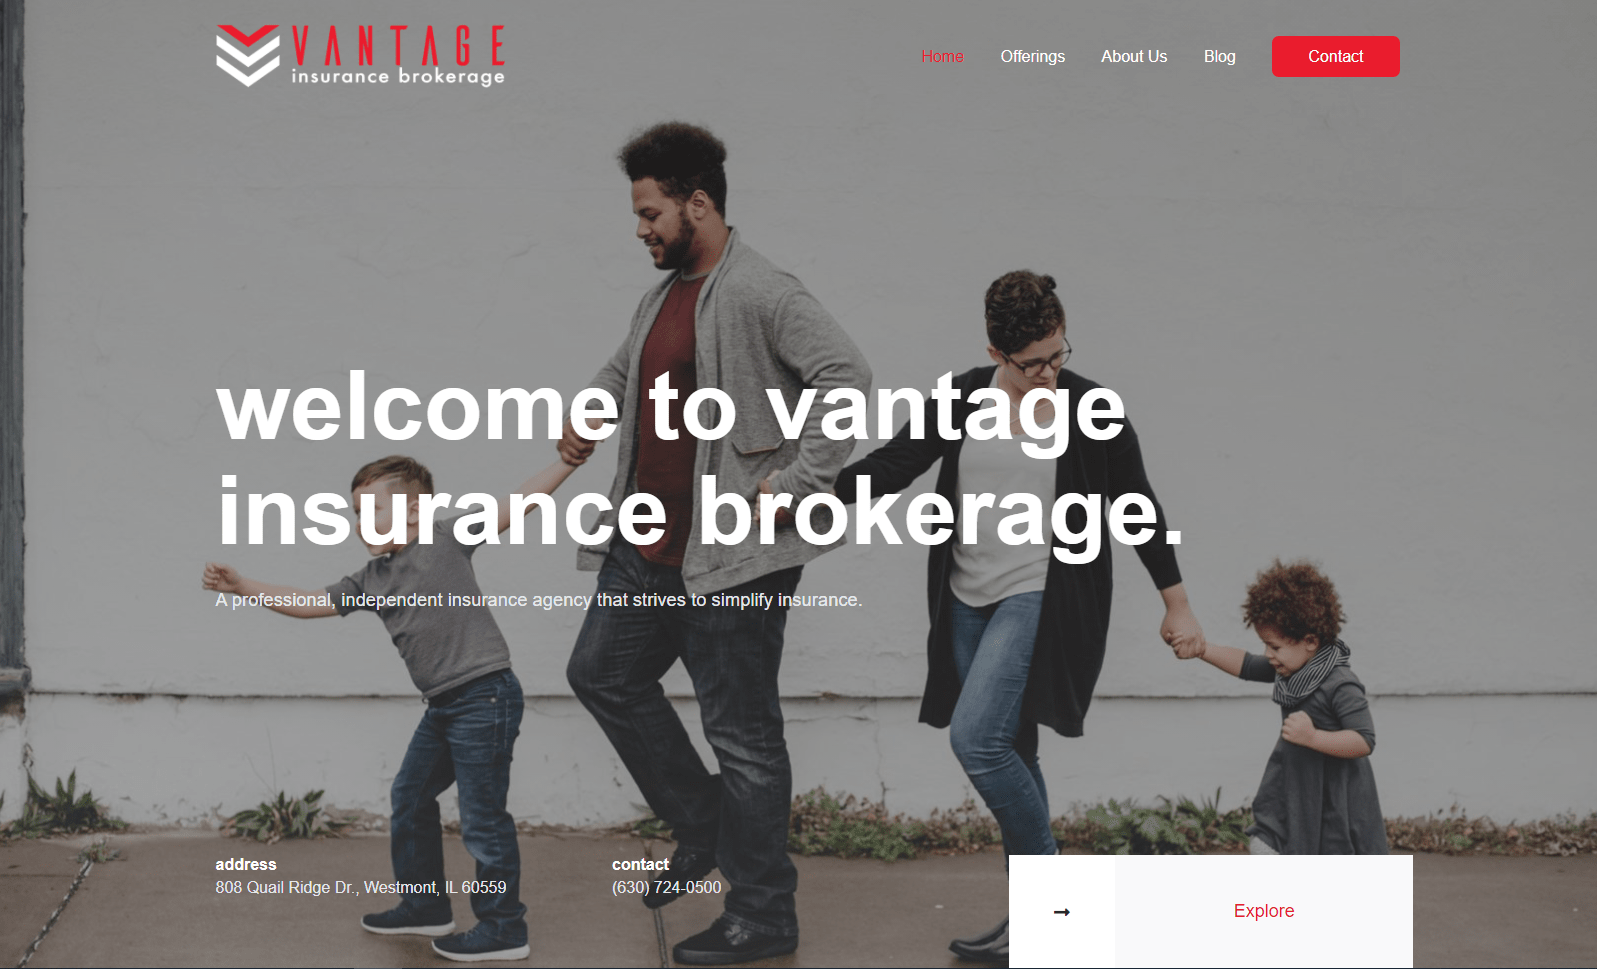 VANTAGE
insurance brokerage
Home
Offerings
About Us
Blog
Contact
welcome to vantage
insurance brokerage.
A professional, independent insurance agency that strives to simplify insurance.
address
808 Quail Ridge Dr., Westmont, IL 60559
contact
(630) 724-0500
→
Explore